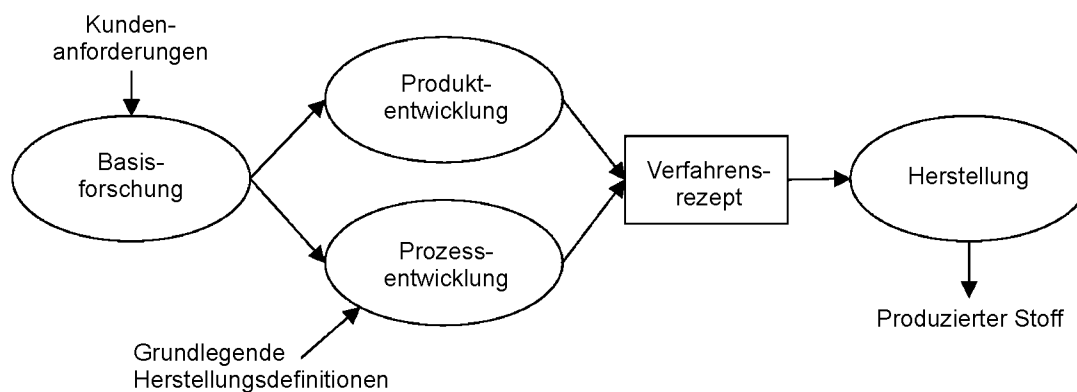 Kunden-
anforderungen
Basis-
forschung
Produkt-
entwicklung
Prozess-
entwicklung
Grundlegende
Herstellungsdefinitionen
Verfahrens-
rezept
Herstellung
Produzierter Stoff